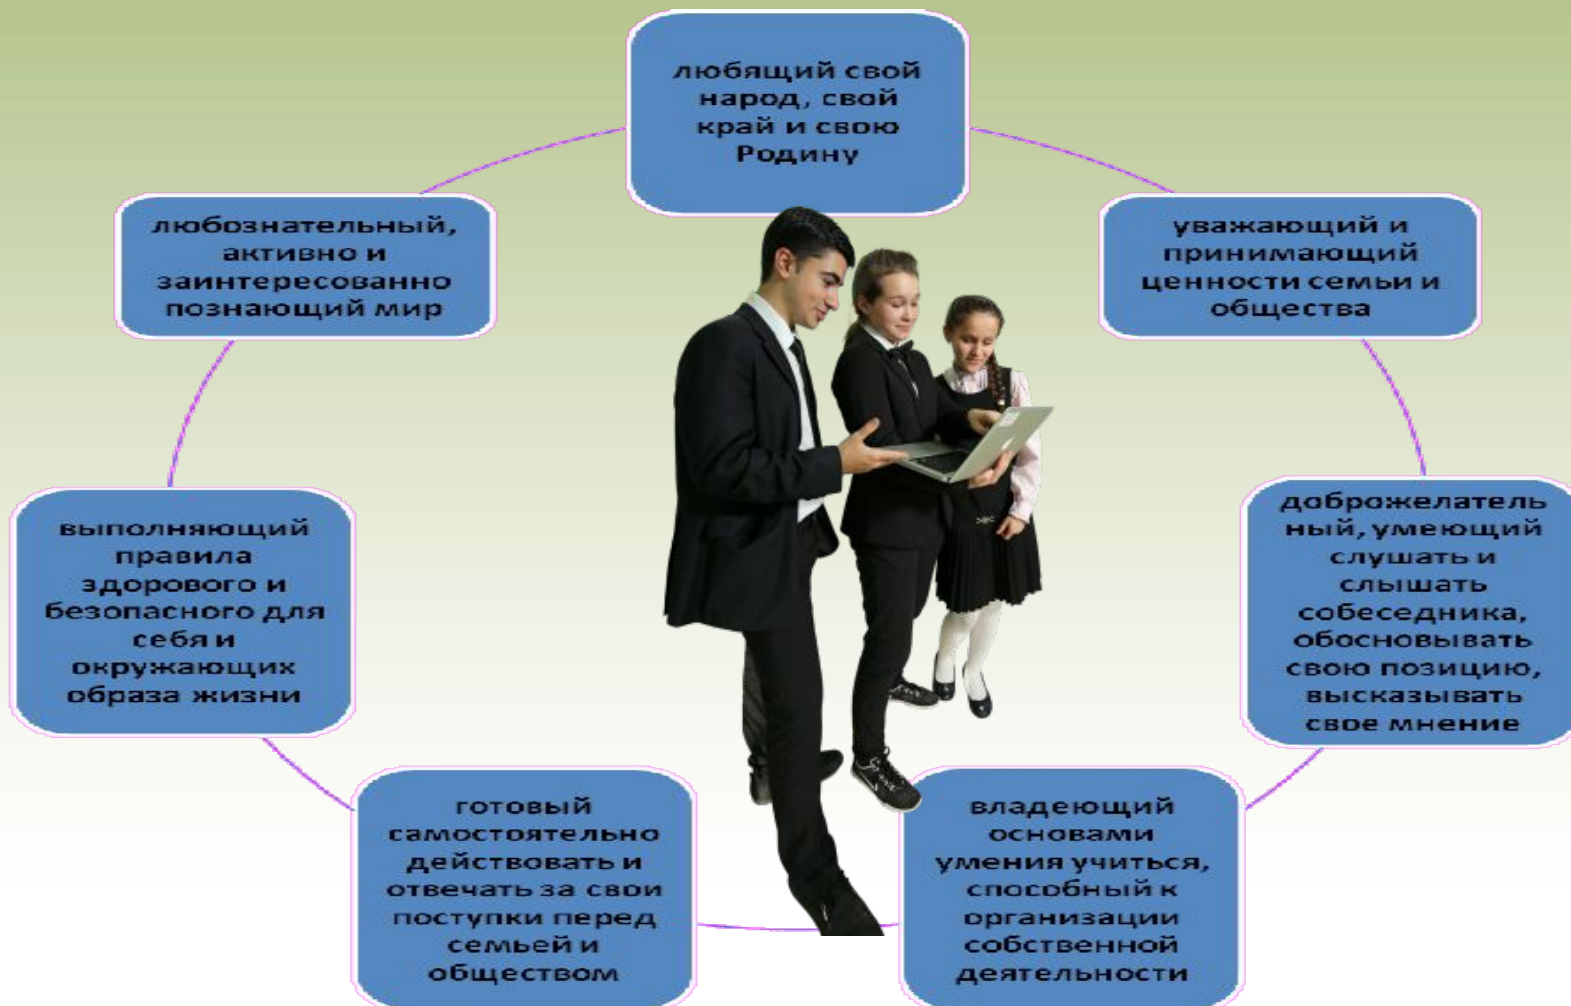 любящий свой
народ, свой
край и свою
Родину
уважающий и
принимающий
ценности семьи и
общества
доброжелатель
ный, умеющий
слушать и
слышать
собеседника,
обосновывать
свою позицию,
высказывать
свое мнение
владеющий
основами
умения учиться,
способный к
организации
собственной
деятельности
готовый
самостоятельно
действовать и
отвечать за свои
поступки перед
семьей и
обществом
выполняющий
правила
здорового и
безопасного для
себя и
окружающих
образа жизни
любознательный,
активно и
заинтересованно
познающий мир